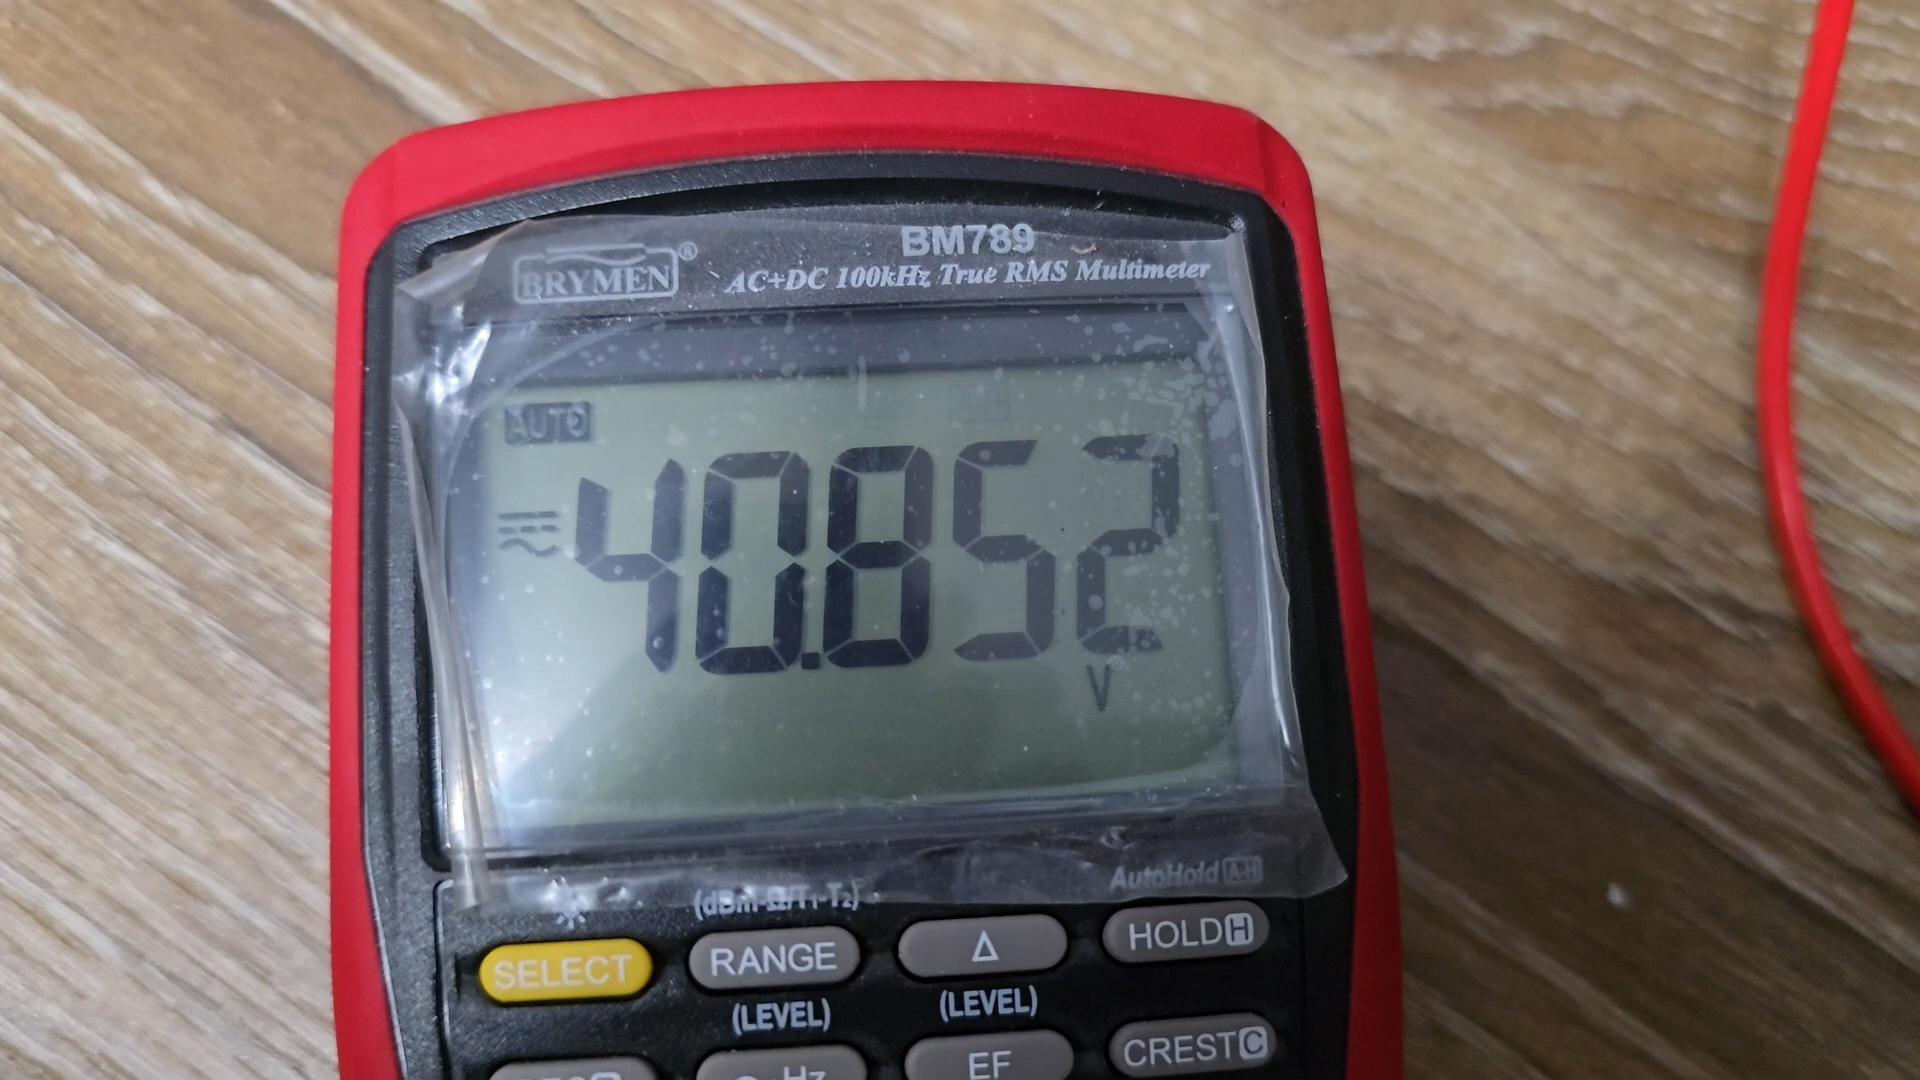 BRYMEN®
BM789
AC+DC 100kHz True RMS Multimeter
AUTO
40.852
V
AutoHold A-H
(dBm-Ω/T1-T2)
SELECT
RANGE
Δ
HOLD H
(LEVEL)
(LEVEL)
Hz
EF
CREST C